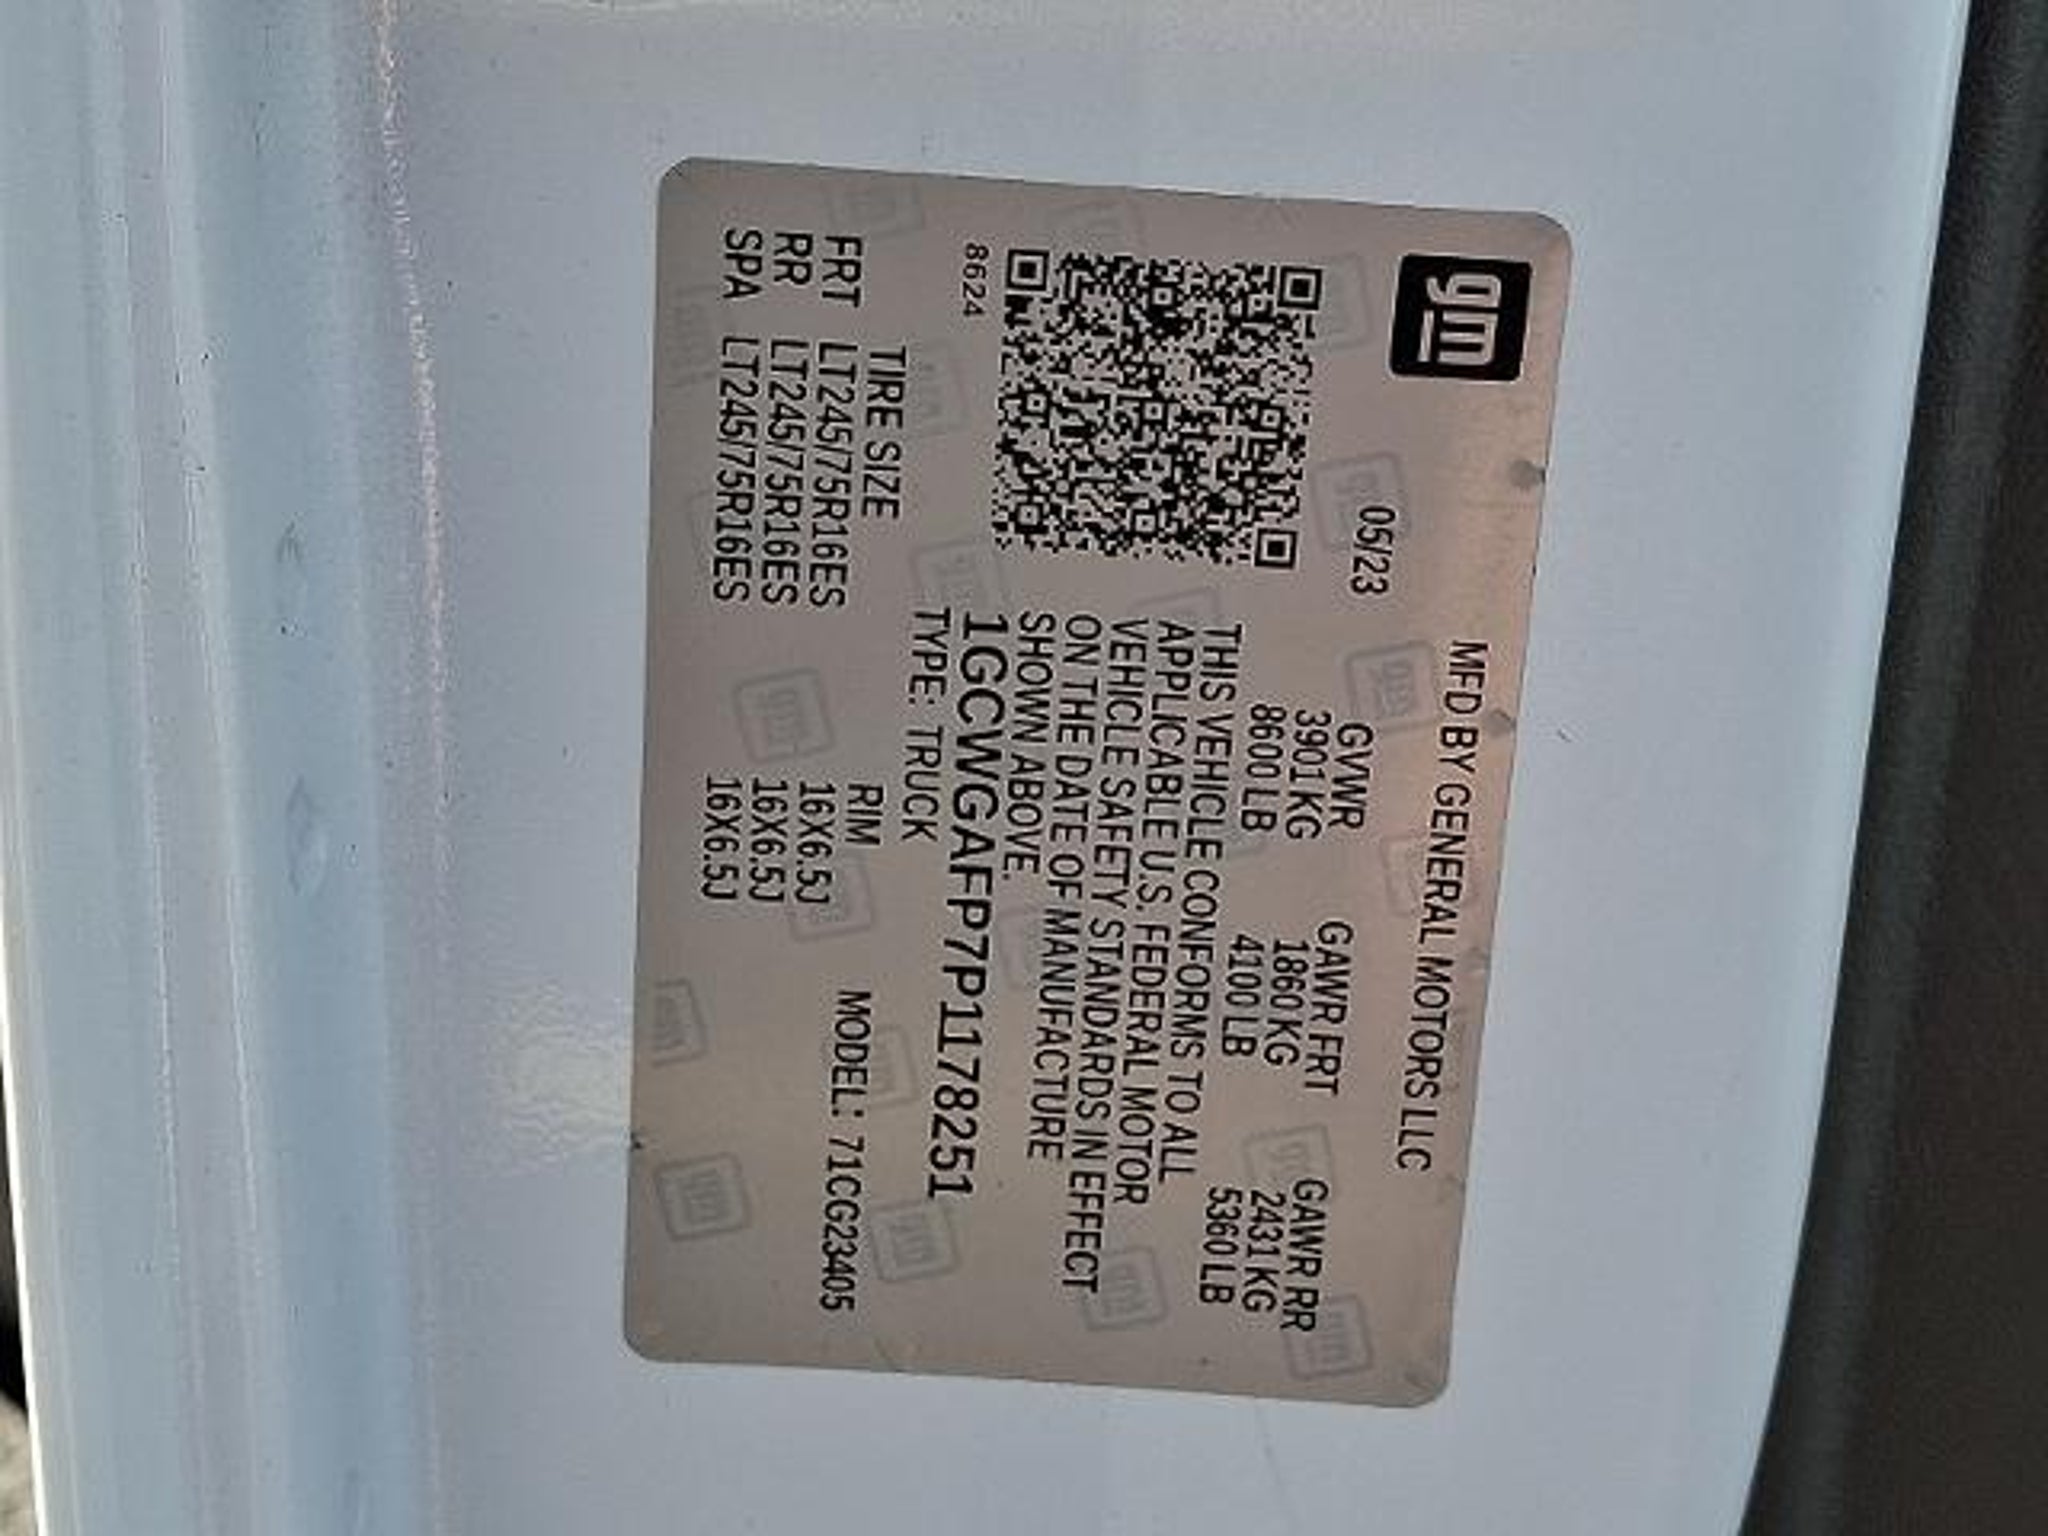 gm
MFD BY GENERAL MOTORS LLC
05/23
GVWR GAWR FRT GAWR RR
3901 KG 1860 KG 2431 KG
8600 LB 4100 LB 5360 LB
THIS VEHICLE CONFORMS TO ALL
APPLICABLE U.S. FEDERAL MOTOR
VEHICLE SAFETY STANDARDS IN EFFECT
ON THE DATE OF MANUFACTURE
SHOWN ABOVE.
8624
1GCWGAFP7P1178251
TYPE: TRUCK
TIRE SIZE RIM MODEL: 71CG23405
FRT LT245/75R16ES 16X6.5J
RR LT245/75R16ES 16X6.5J
SPA LT245/75R16ES 16X6.5J